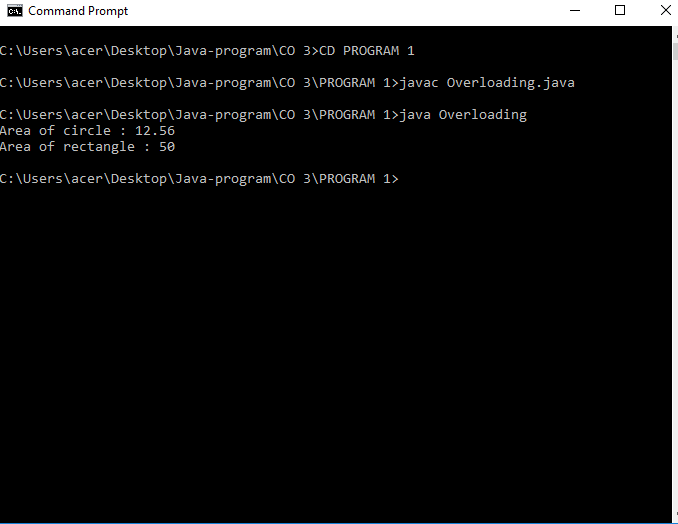 Command Prompt
C:\Users\acer\Desktop\Java-program\CO 3>CD PROGRAM 1
C:\Users\acer\Desktop\Java-program\CO 3\PROGRAM 1>javac Overloading.java
C:\Users\acer\Desktop\Java-program\CO 3\PROGRAM 1>java Overloading
Area of circle : 12.56
Area of rectangle : 50
C:\Users\acer\Desktop\Java-program\CO 3\PROGRAM 1>